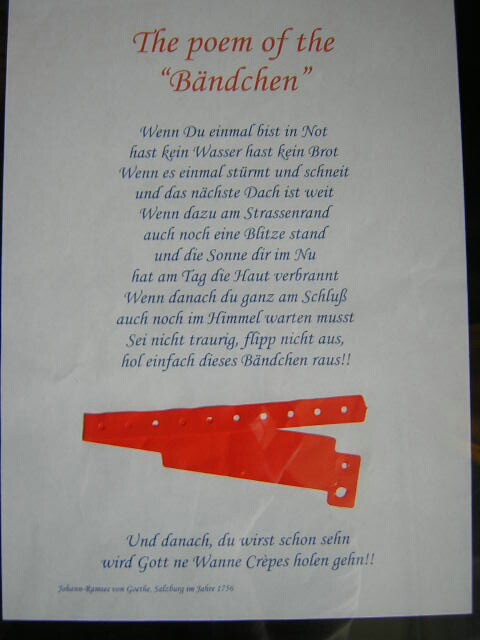 The poem of the
“Bändchen”
Wenn Du einmal bist in Not
hast kein Wasser hast kein Brot
Wenn es einmal stürmt und schneit
und das nächste Dach ist weit
Wenn dazu am Strassenrand
auch noch eine Blitze stand
und die Sonne dir im Nu
hat am Tag die Haut verbrannt
Wenn danach du ganz am Schluß
auch noch im Himmel warten musst
Sei nicht traurig, flipp nicht aus,
hol einfach dieses Bändchen raus!!
Und danach, du wirst schon sehn
wird Gott ne Wanne Crèpes holen gehn!!
Johann-Ramses von Goethe, Salzburg im Jahre 1756